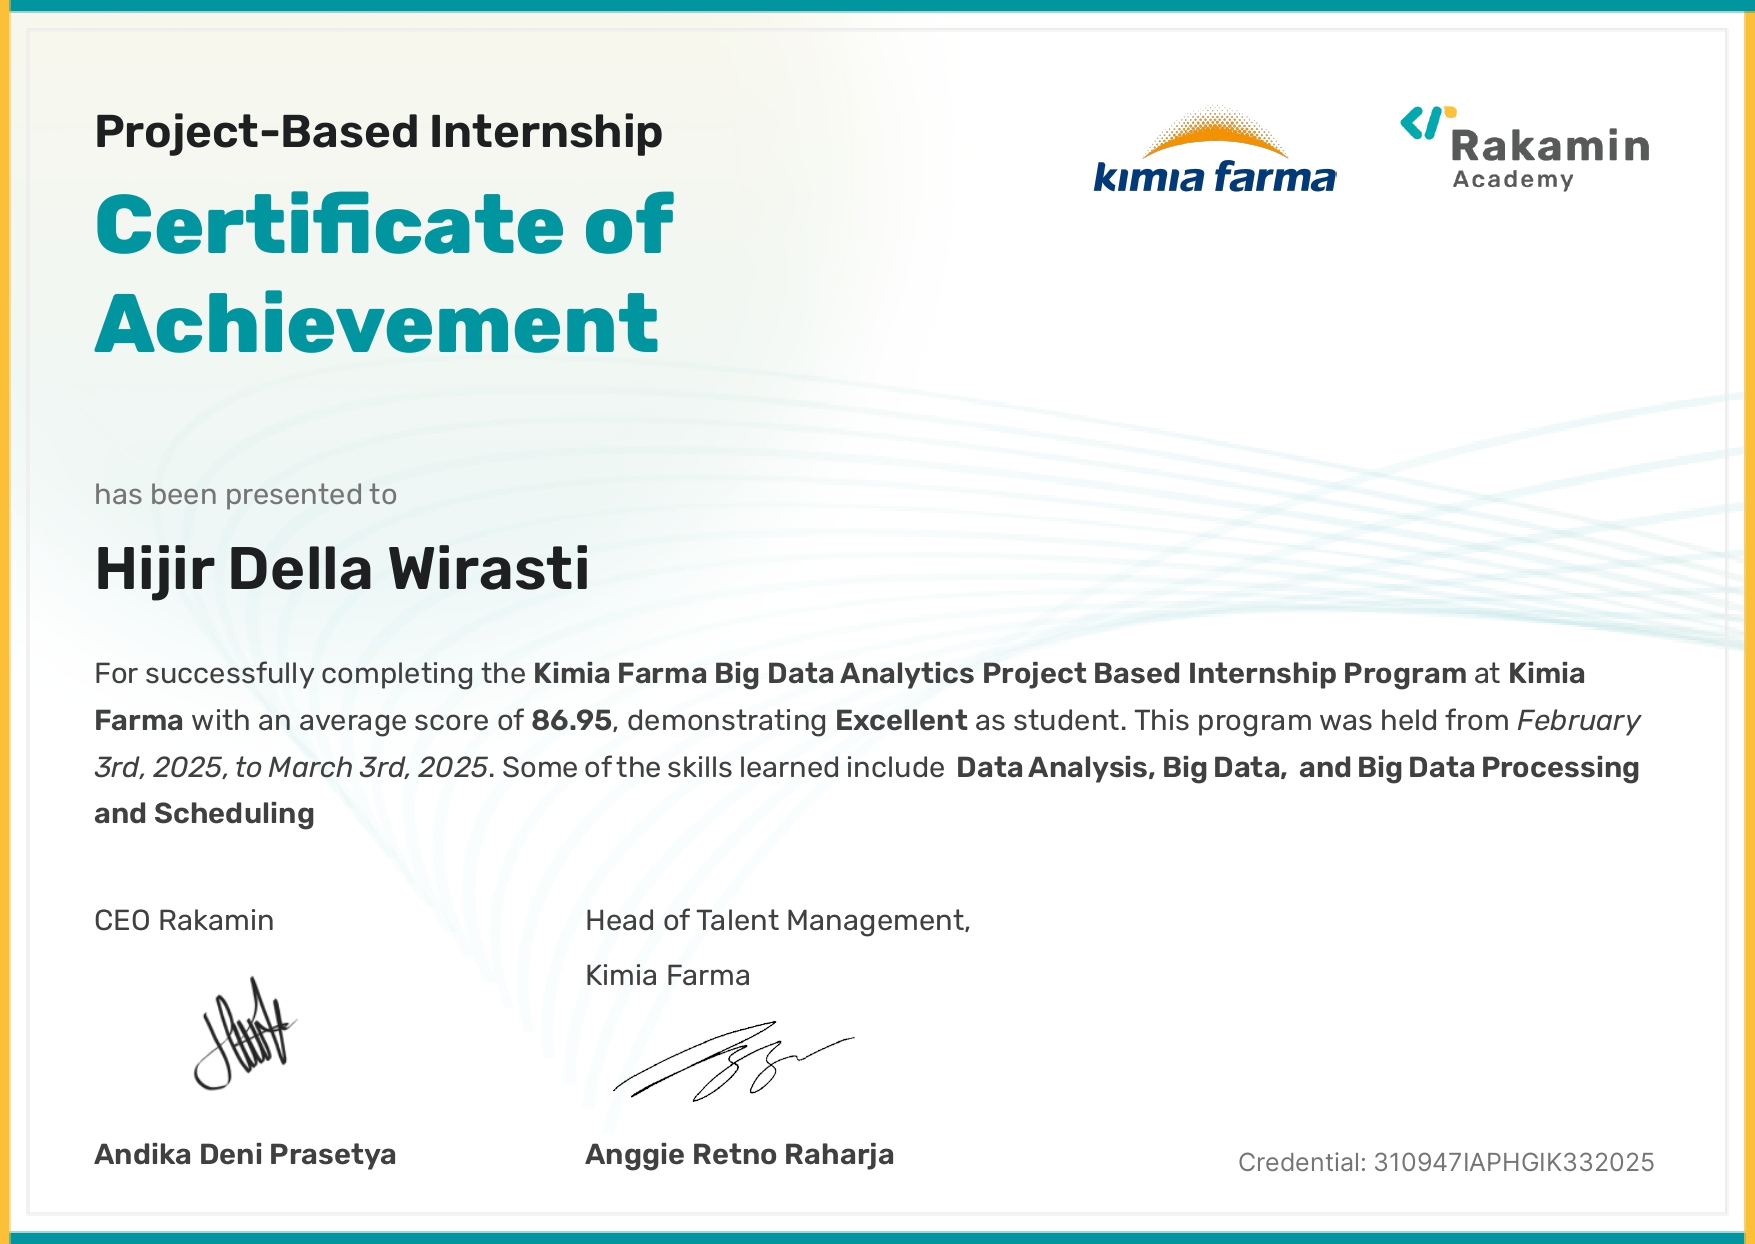 Project-Based Internship
Certificate of
Achievement
kimia farma
Rakamin
Academy
has been presented to
Hijir Della Wirasti
For successfully completing the Kimia Farma Big Data Analytics Project Based Internship Program at Kimia
Farma with an average score of 86.95, demonstrating Excellent as student. This program was held from February
3rd, 2025, to March 3rd, 2025. Some of the skills learned include Data Analysis, Big Data, and Big Data Processing
and Scheduling
CEO Rakamin
Andika Deni Prasetya
Head of Talent Management,
Kimia Farma
Anggie Retno Raharja
Credential: 310947IAPHGIK332025